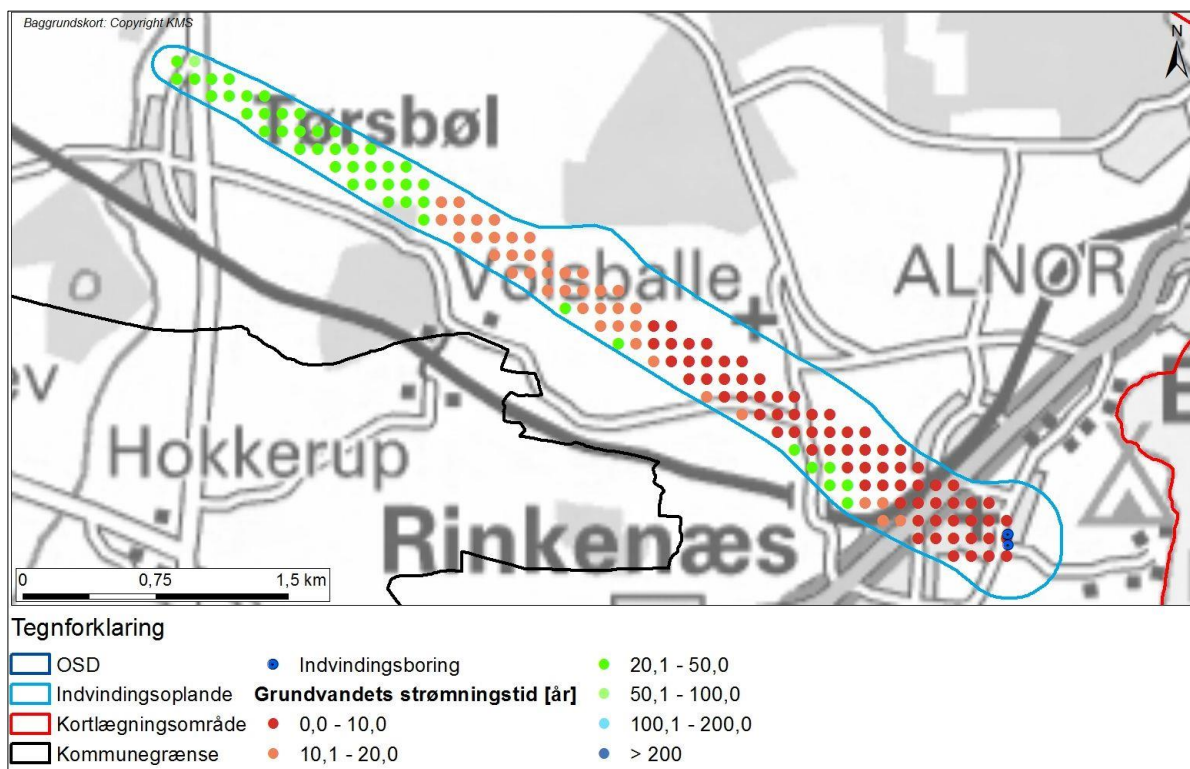 Baggrundskort: Copyright KMS
N
Tørsbøl
Vølsballe
ALNOR
Hokkerup
Rinkenæs
0 0,75 1,5 km
Tegnforklaring
OSD
Indvindingsoplande
Kortlægningsområde
Kommunegrænse
Indvindingsboring
Grundvandets strømningstid [år]
0,0 - 10,0
10,1 - 20,0
20,1 - 50,0
50,1 - 100,0
100,1 - 200,0
> 200